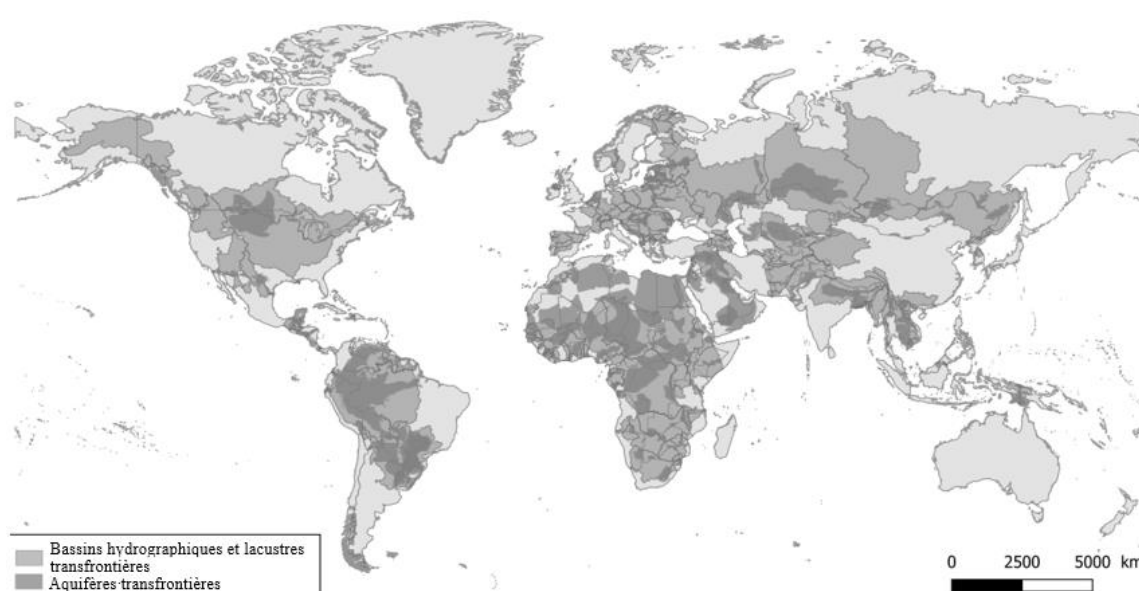 Bassins hydrographiques et lacustres
transfrontières
Aquifères·transfrontières
0 2500 5000 km